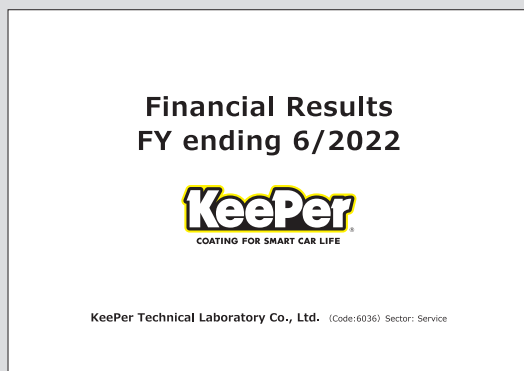 Financial Results
FY ending 6/2022
KeePer®
COATING FOR SMART CAR LIFE
KeePer Technical Laboratory Co., Ltd. (Code:6036) Sector: Service